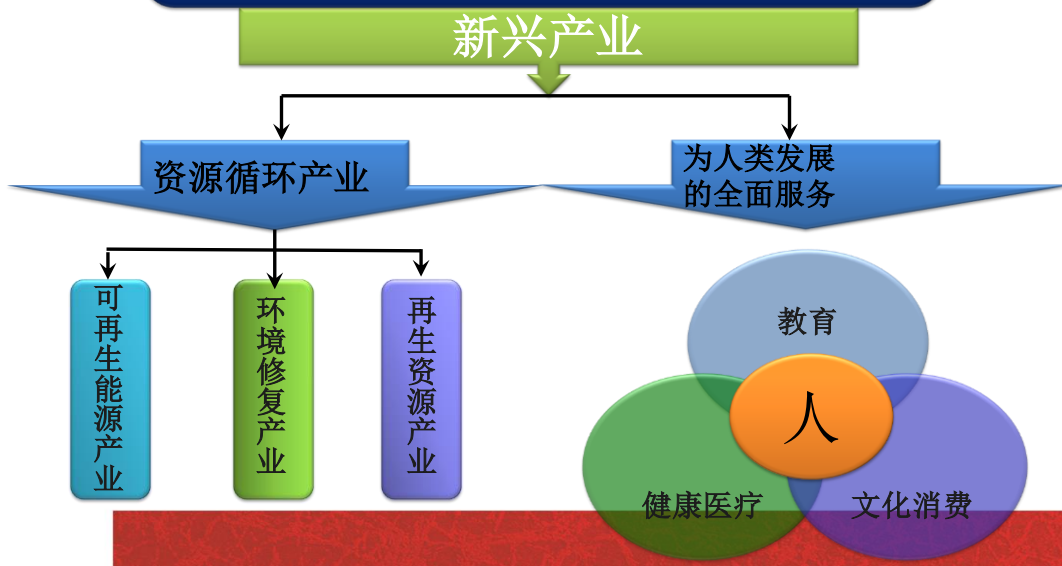 新兴产业
资源循环产业
为人类发展
的全面服务
可再生能源产业
环境修复产业
再生资源产业
教育
人
健康医疗
文化消费